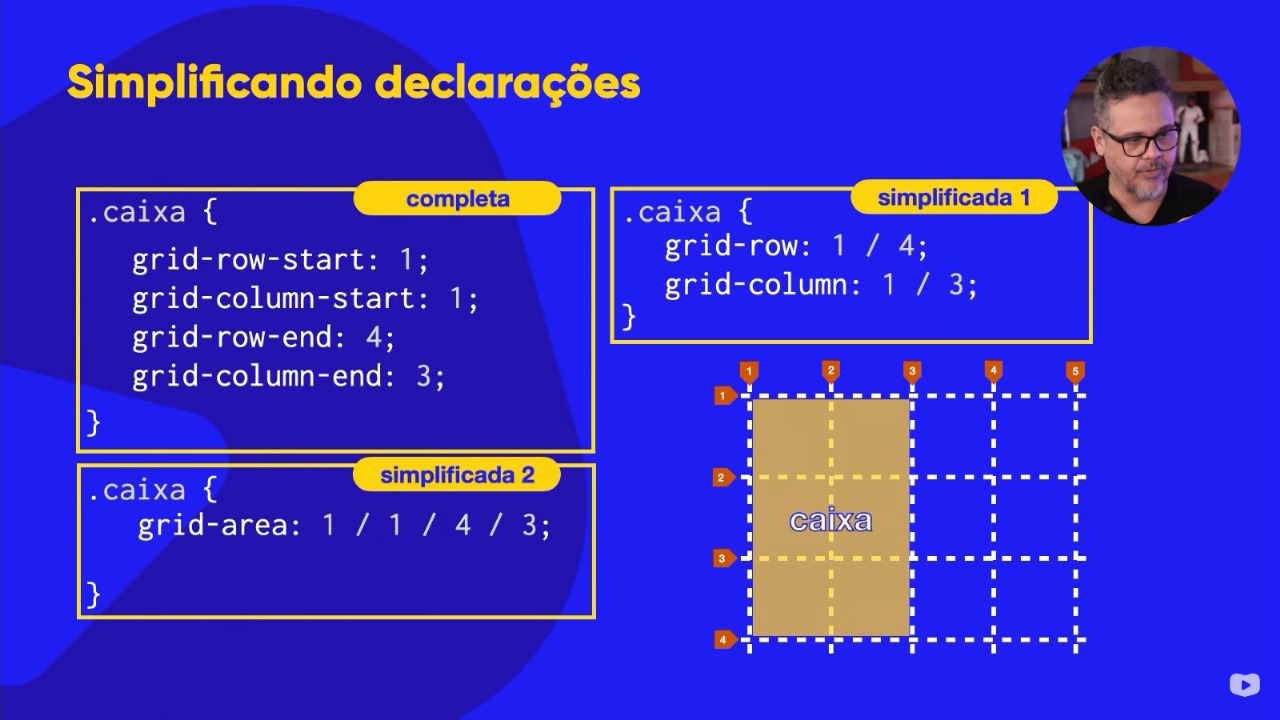 Simplificando declarações
completa
.caixa {
grid-row-start: 1;
grid-column-start: 1;
grid-row-end: 4;
grid-column-end: 3;
}
simplificada 1
.caixa {
grid-row: 1 / 4;
grid-column: 1 / 3;
}
simplificada 2
.caixa {
grid-area: 1 / 1 / 4 / 3;
}
1 2 3 4 5
1
2
caixa
3
4